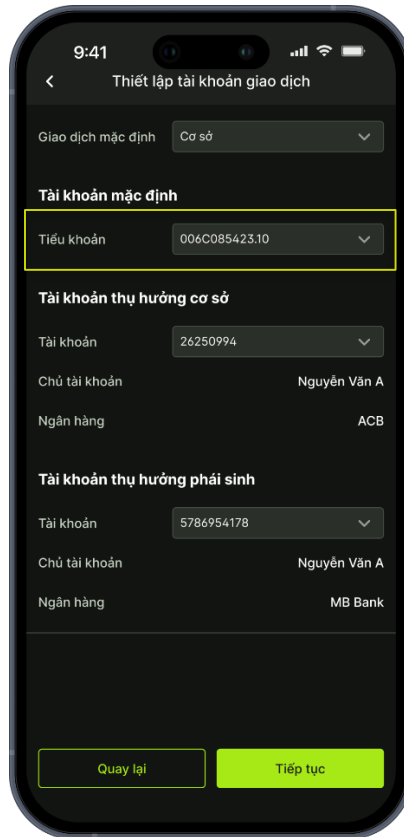 9:41
Thiết lập tài khoản giao dịch
Giao dịch mặc định Cơ sở
Tài khoản mặc định
Tiểu khoản 006C085423.10
Tài khoản thụ hưởng cơ sở
Tài khoản 26250994
Chủ tài khoản Nguyễn Văn A
Ngân hàng ACB
Tài khoản thụ hưởng phái sinh
Tài khoản 5786954178
Chủ tài khoản Nguyễn Văn A
Ngân hàng MB Bank
Quay lại Tiếp tục